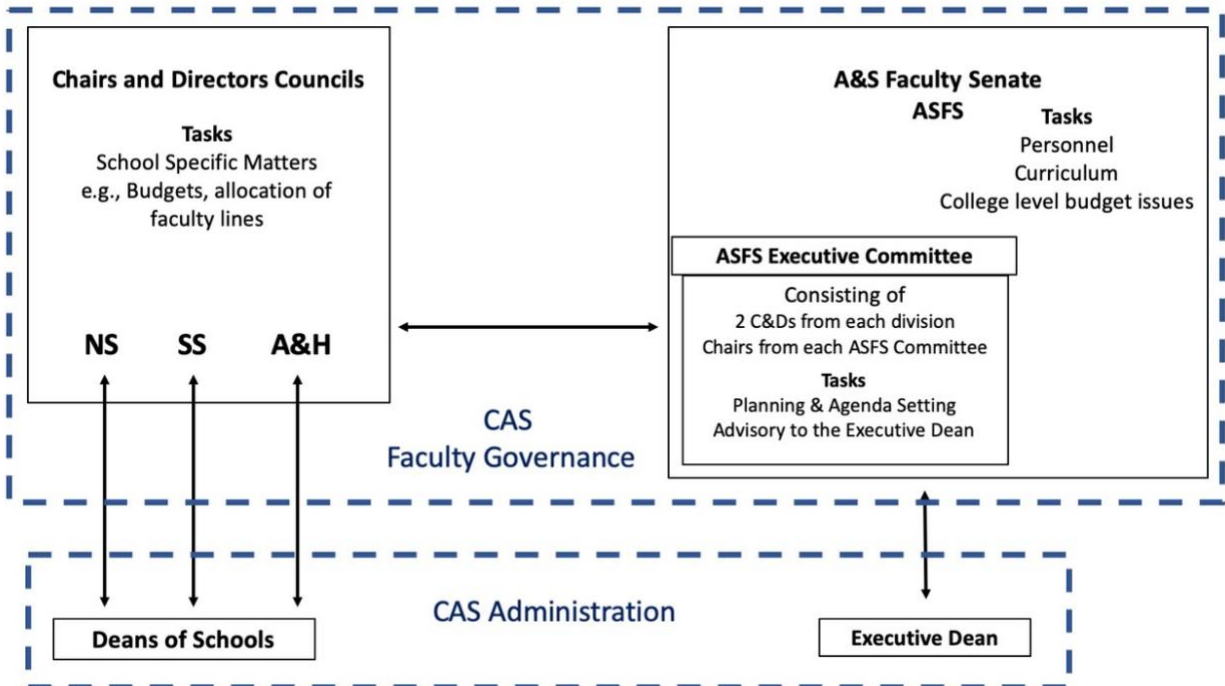 Chairs and Directors Councils
Tasks
School Specific Matters
e.g., Budgets, allocation of
faculty lines
NS SS A&H
A&S Faculty Senate
ASFS
Tasks
Personnel
Curriculum
College level budget issues
ASFS Executive Committee
Consisting of
2 C&Ds from each division
Chairs from each ASFS Committee
Tasks
Planning & Agenda Setting
Advisory to the Executive Dean
CAS
Faculty Governance
CAS Administration
Deans of Schools
Executive Dean